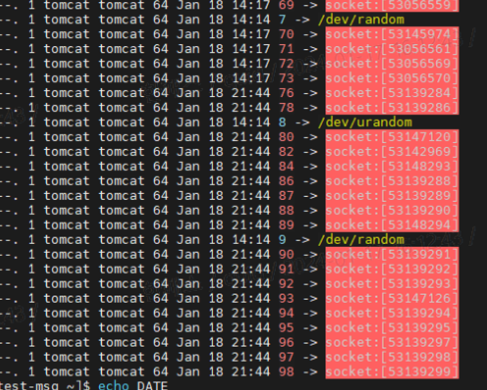 --. 1 tomcat tomcat 64 Jan 18 14:17 69 -> socket:[53056559]
--. 1 tomcat tomcat 64 Jan 18 14:14 7 -> /dev/random
--. 1 tomcat tomcat 64 Jan 18 14:17 70 -> socket:[53145974]
--. 1 tomcat tomcat 64 Jan 18 14:17 71 -> socket:[53056561]
--. 1 tomcat tomcat 64 Jan 18 14:17 72 -> socket:[53056569]
--. 1 tomcat tomcat 64 Jan 18 14:17 73 -> socket:[53056570]
--. 1 tomcat tomcat 64 Jan 18 21:44 76 -> socket:[53139284]
--. 1 tomcat tomcat 64 Jan 18 21:44 78 -> socket:[53139286]
--. 1 tomcat tomcat 64 Jan 18 14:14 8 -> /dev/urandom
--. 1 tomcat tomcat 64 Jan 18 21:44 80 -> socket:[53147120]
--. 1 tomcat tomcat 64 Jan 18 21:44 82 -> socket:[53142969]
--. 1 tomcat tomcat 64 Jan 18 21:44 84 -> socket:[53148293]
--. 1 tomcat tomcat 64 Jan 18 21:44 86 -> socket:[53139288]
--. 1 tomcat tomcat 64 Jan 18 21:44 87 -> socket:[53139289]
--. 1 tomcat tomcat 64 Jan 18 21:44 88 -> socket:[53139290]
--. 1 tomcat tomcat 64 Jan 18 21:44 89 -> socket:[53148294]
--. 1 tomcat tomcat 64 Jan 18 14:14 9 -> /dev/random
--. 1 tomcat tomcat 64 Jan 18 21:44 90 -> socket:[53139291]
--. 1 tomcat tomcat 64 Jan 18 21:44 91 -> socket:[53139292]
--. 1 tomcat tomcat 64 Jan 18 21:44 92 -> socket:[53139293]
--. 1 tomcat tomcat 64 Jan 18 21:44 93 -> socket:[53147126]
--. 1 tomcat tomcat 64 Jan 18 21:44 94 -> socket:[53139294]
--. 1 tomcat tomcat 64 Jan 18 21:44 95 -> socket:[53139295]
--. 1 tomcat tomcat 64 Jan 18 21:44 96 -> socket:[53139297]
--. 1 tomcat tomcat 64 Jan 18 21:44 97 -> socket:[53139298]
--. 1 tomcat tomcat 64 Jan 18 21:44 98 -> socket:[53139299]
test-msg ~]$ echo DATE